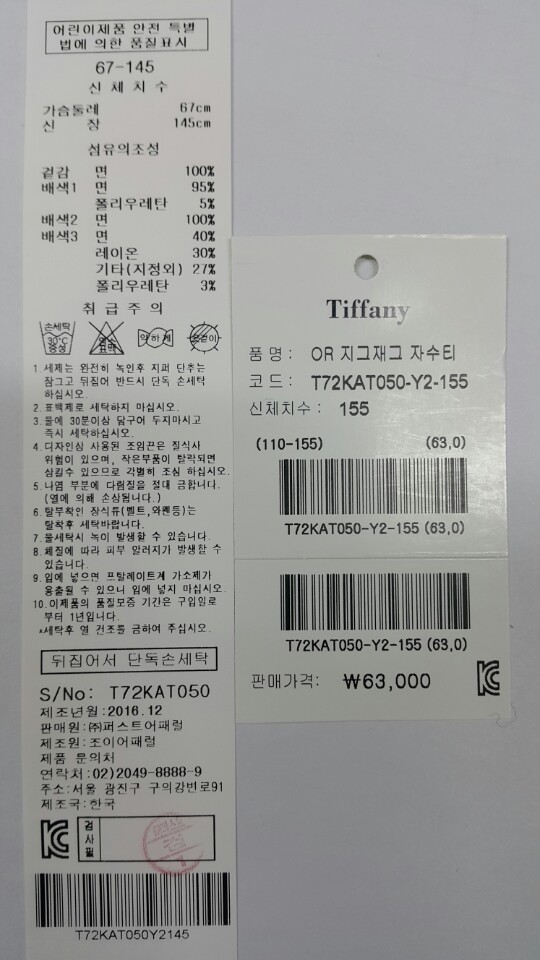 어린이제품 안전 특별
법에 의한 품질표시
67-145
신 체 치 수
가슴둘레 67cm
신 장 145cm
섬유의조성
겉감 면 100%
배색1 면 95%
폴리우레탄 5%
배색2 면 100%
배색3 면 40%
레이온 30%
기타(지정외) 27%
폴리우레탄 3%
취 급 주 의
손세탁 30℃ 중성 약하게
1. 세제는 완전히 녹인후 지퍼 단추는
잠그고 뒤집어 반드시 단독 손세탁
하십시오.
2. 표백제로 세탁하지 마십시오.
3. 물에 30분이상 담구어 두지마시고
즉시 세탁하십시오.
4. 디자인상 사용된 조임끈은 질식사
위험이 있으며, 작은부품이 탈락되면
삼킬수 있으므로 각별히 조심 하십시오.
5. 나염 부분에 다림질을 절대 금합니다.
(열에 의해 손상됩니다.)
6. 탈부착인 장식류(벨트,와펜등)는
탈착후 세탁바랍니다.
7. 물세탁시 녹이 발생할 수 있습니다.
8. 체질에 따라 피부 알러지가 발생할 수
있습니다.
9. 입에 넣으면 프탈레이트계 가소제가
용출될 수 있으니 입에 넣지 마십시오.
10. 이제품의 품질보증 기간은 구입일로
부터 1년입니다.
*세탁후 열 건조를 금하여 주십시오.
뒤집어서 단독손세탁
S/No: T72KAT050
제조년월:2016.12
판매원:㈜퍼스트어패럴
제조원:조이어패럴
제품 문의처
연락처:02)2049-8888-9
주소:서울 광진구 구의강변로91
제조국:한국
검사필
T72KAT050Y2145
Tiffany
품 명 : OR 지그재그 자수티
코 드 : T72KAT050-Y2-155
신체치수 : 155
(110-155) (63,0)
T72KAT050-Y2-155 (63,0)
T72KAT050-Y2-155 (63,0)
판매가격: ₩63,000